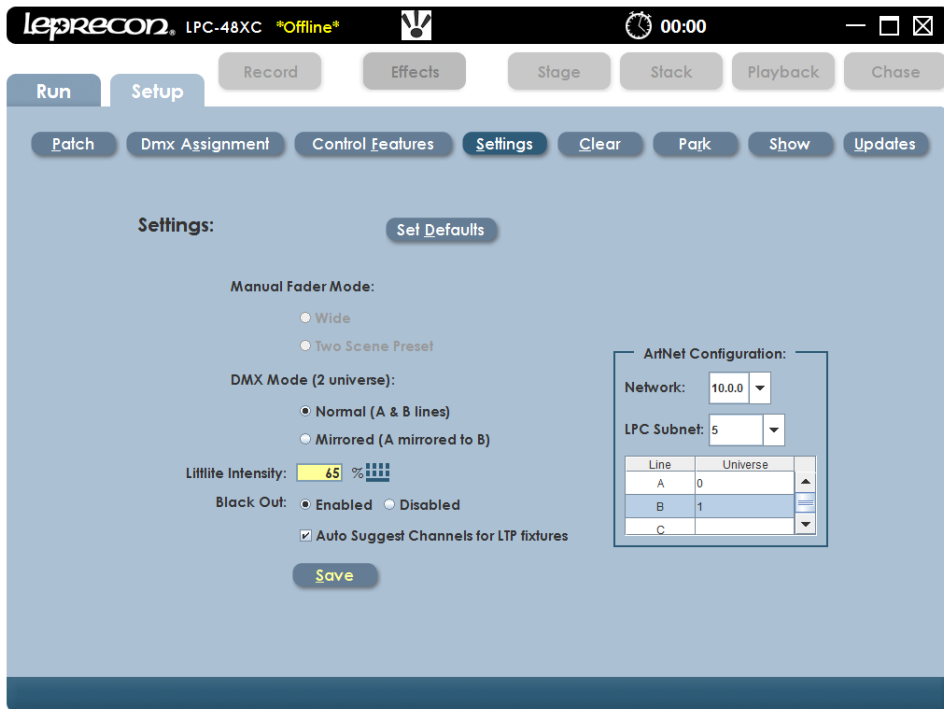 leprecon. LPC-48XC *Offline* 00:00
Record Effects Stage Stack Playback Chase
Run Setup
Patch Dmx Assignment Control Features Settings Clear Park Show Updates
Settings: Set Defaults
Manual Fader Mode:
Wide
Two Scene Preset
ArtNet Configuration:
DMX Mode (2 universe):
Network: 10.0.0
Normal (A & B lines)
LPC Subnet: 5
Mirrored (A mirrored to B)
Line Universe
Littlite Intensity: 65 %
A 0
Black Out: Enabled Disabled
B 1
C
Auto Suggest Channels for LTP fixtures
Save